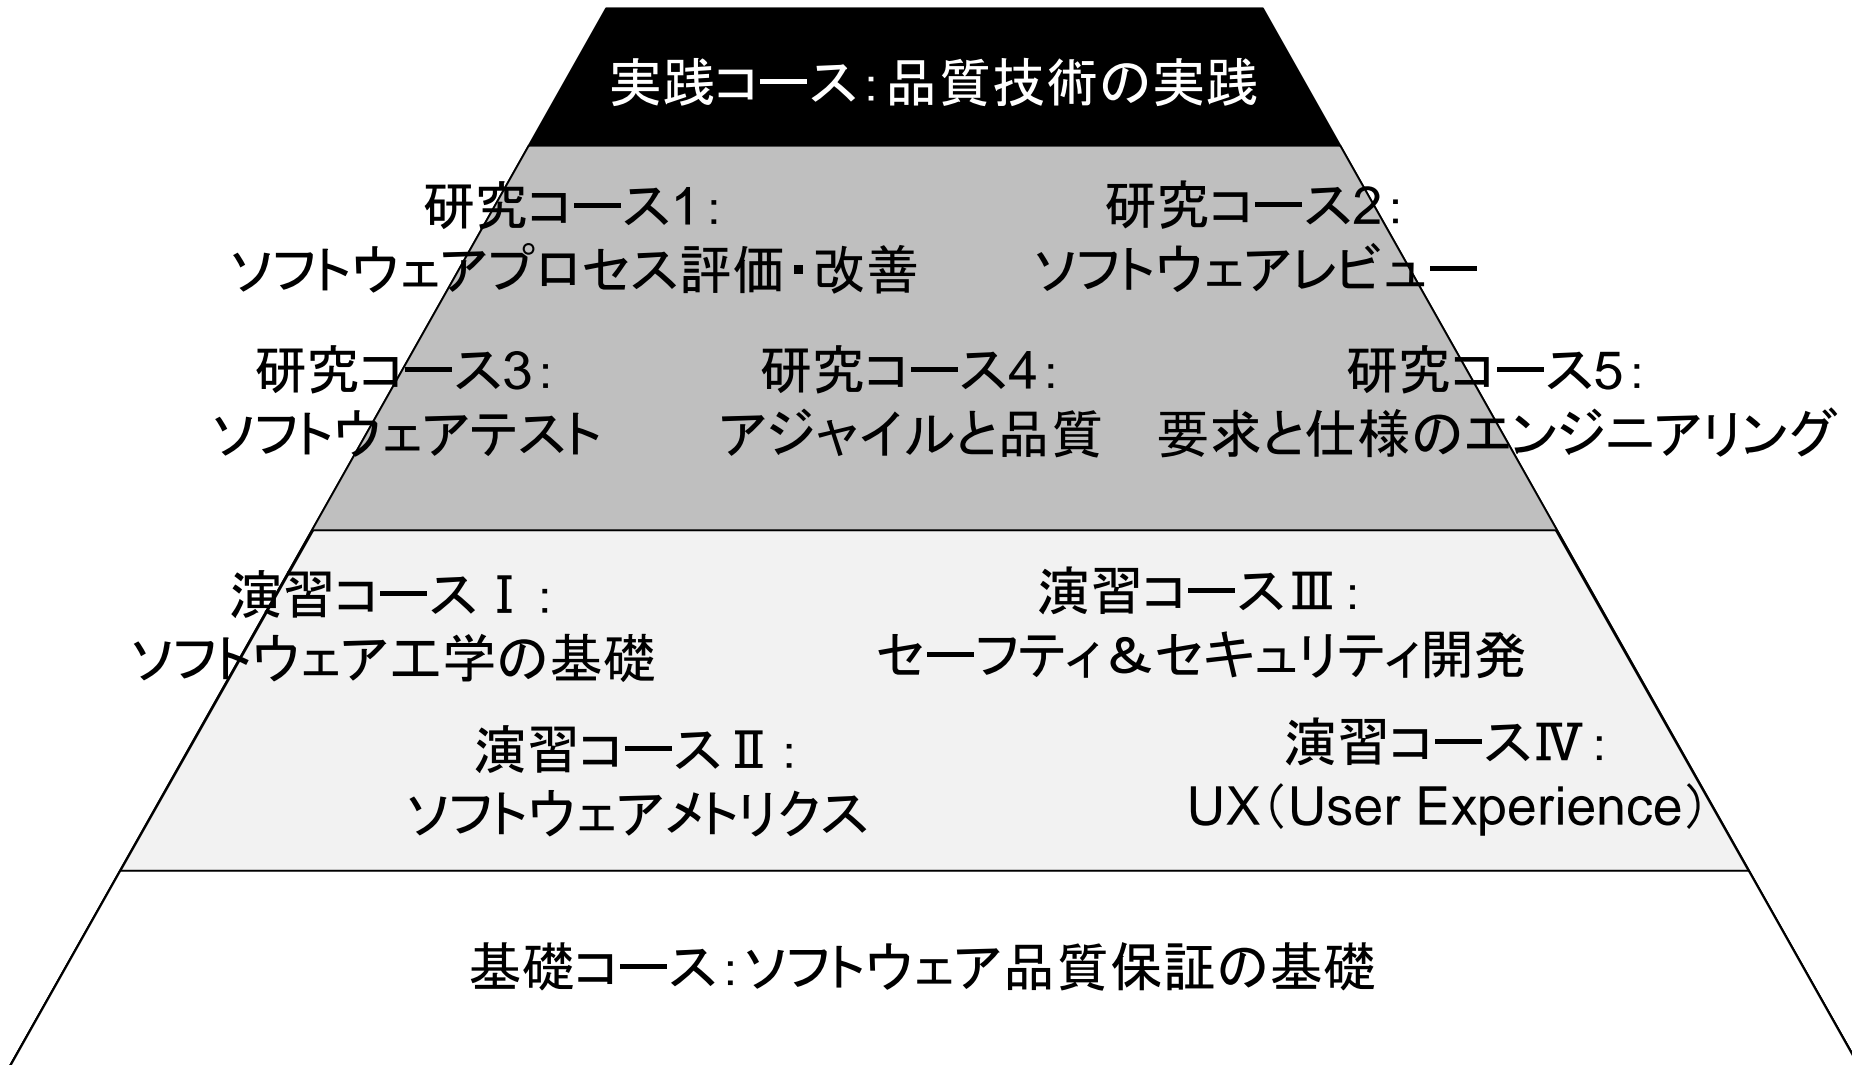 実践コース：品質技術の実践
研究コース1：
ソフトウェアプロセス評価・改善
研究コース2：
ソフトウェアレビュー
研究コース3：
ソフトウェアテスト
研究コース4：
アジャイルと品質
研究コース5：
要求と仕様のエンジニアリング
演習コースⅠ：
ソフトウェア工学の基礎
演習コースⅢ：
セーフティ＆セキュリティ開発
演習コースⅡ：
ソフトウェアメトリクス
演習コースⅣ：
UX（User Experience）
基礎コース：ソフトウェア品質保証の基礎